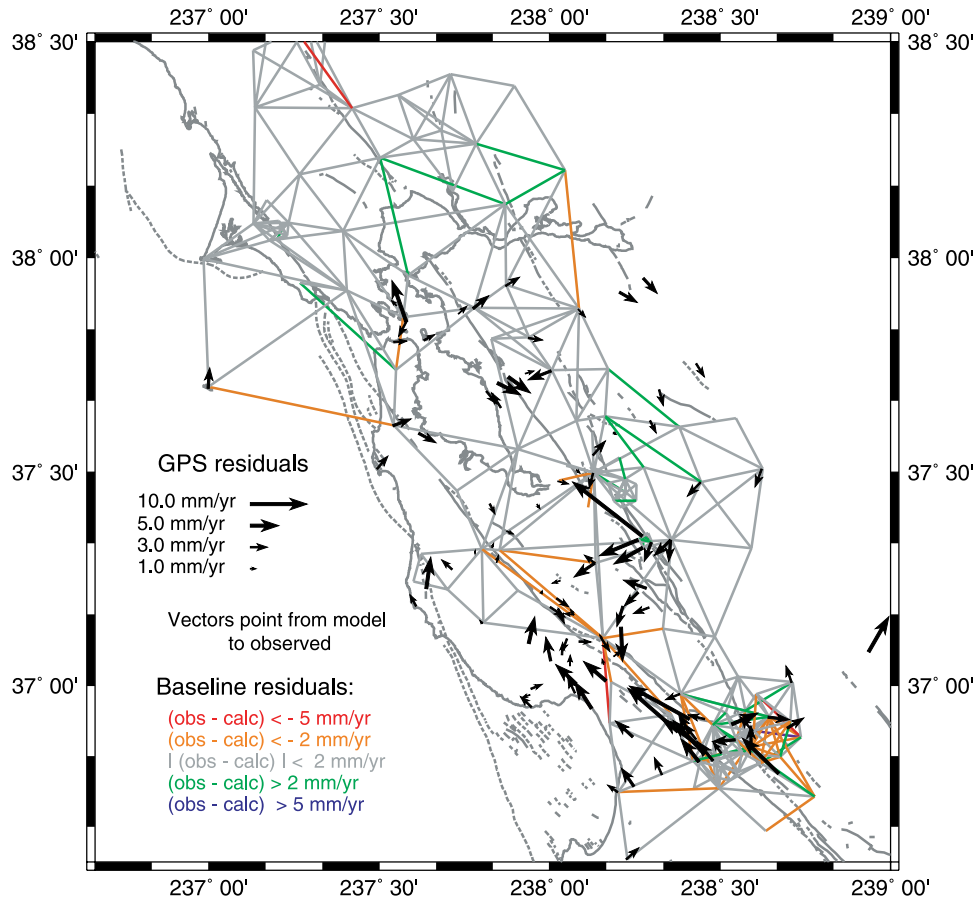 237° 00' 237° 30' 238° 00' 238° 30' 239° 00'
38° 30' 38° 30'
38° 00' 38° 00'
37° 30' 37° 30'
GPS residuals
10.0 mm/yr
5.0 mm/yr
3.0 mm/yr
1.0 mm/yr
Vectors point from model
to observed
37° 00' 37° 00'
Baseline residuals:
(obs - calc) < - 5 mm/yr
(obs - calc) < - 2 mm/yr
I (obs - calc) I < 2 mm/yr
(obs - calc) > 2 mm/yr
(obs - calc) > 5 mm/yr
237° 00' 237° 30' 238° 00' 238° 30' 239° 00'